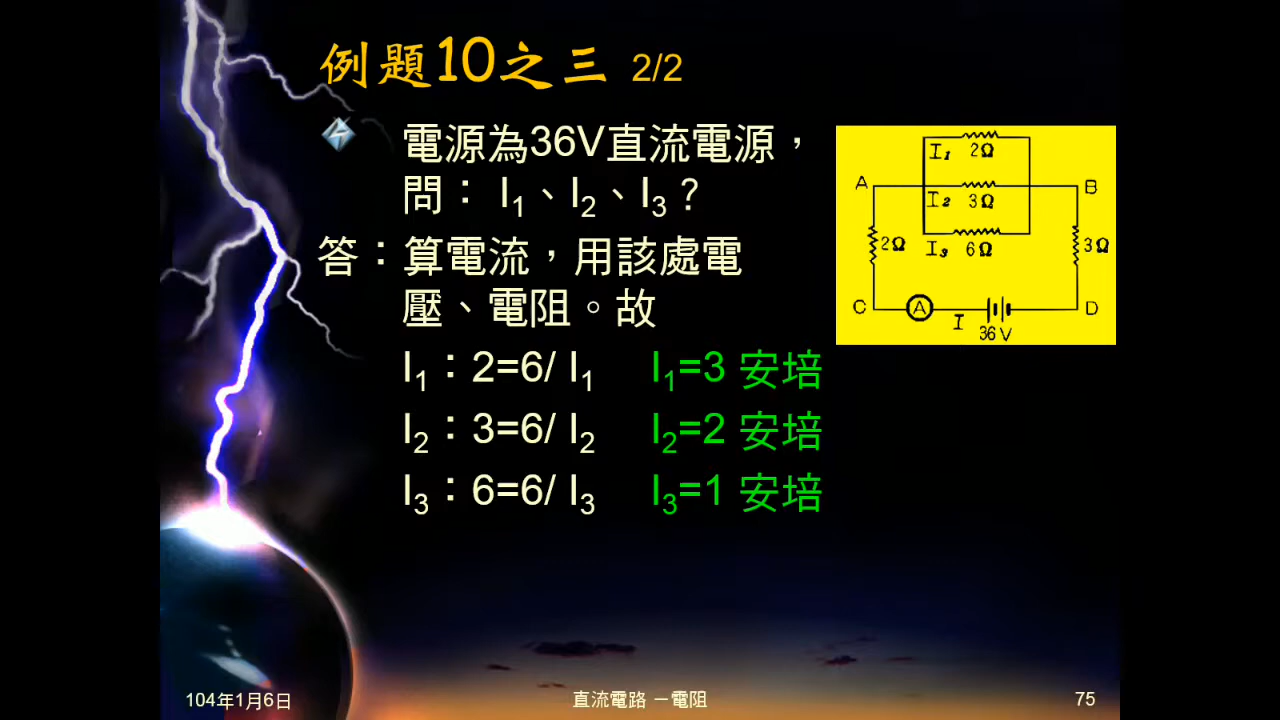 例題10之三 2/2
電源為36V直流電源，
問： I1、I2、I3？
答：算電流，用該處電
壓、電阻。故
I1：2=6/ I1 I1=3 安培
I2：3=6/ I2 I2=2 安培
I3：6=6/ I3 I3=1 安培
I1 2Ω
A I2 3Ω B
2Ω I3 6Ω 3Ω
C A I 36V D
104年1月6日 直流電路 －電阻 75